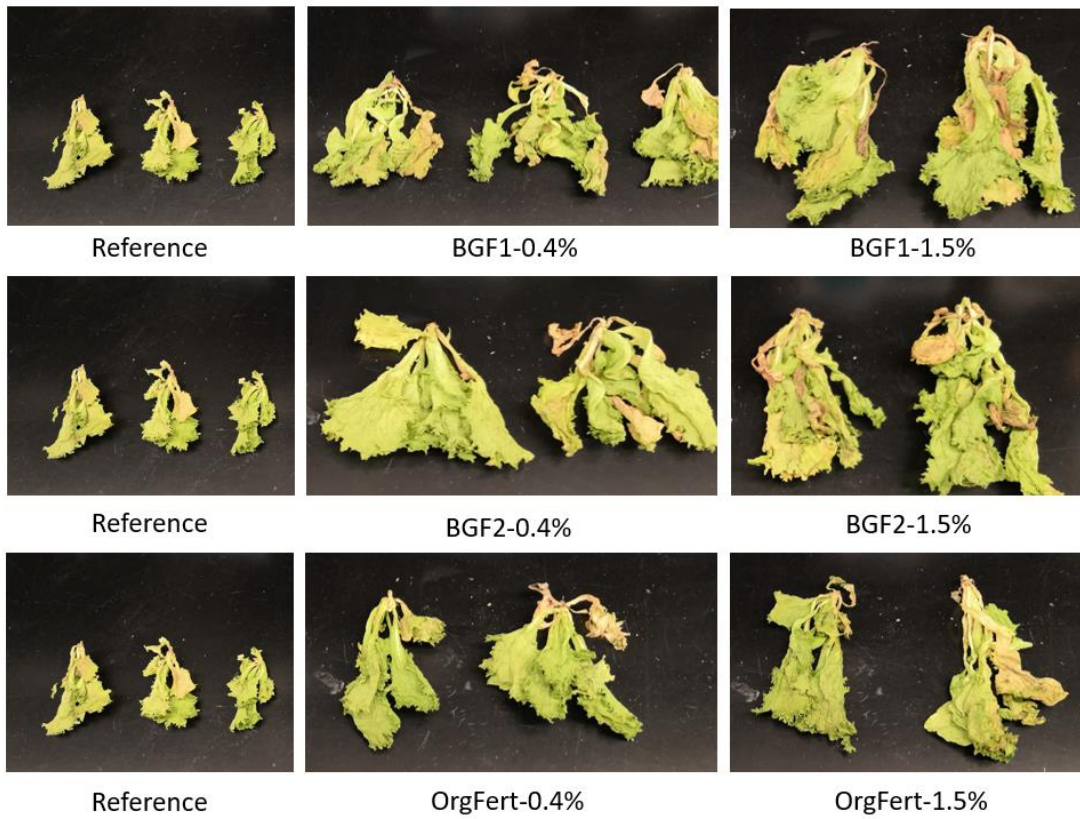 Reference
BGF1-0.4%
BGF1-1.5%
Reference
BGF2-0.4%
BGF2-1.5%
Reference
OrgFert-0.4%
OrgFert-1.5%